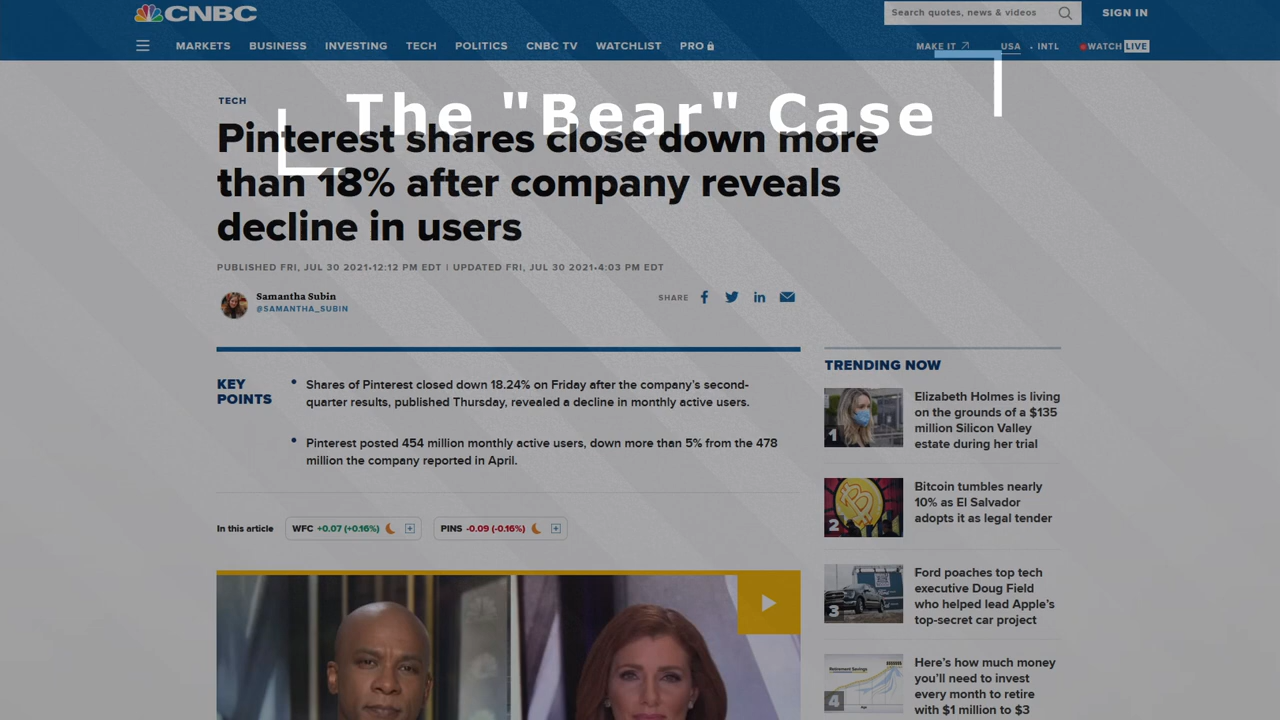 CNBC
Search quotes, news & videos
SIGN IN
MARKETS BUSINESS INVESTING TECH POLITICS CNBC TV WATCHLIST PRO
MAKE IT USA • INTL WATCH LIVE
TECH
The "Bear" Case
Pinterest shares close down more
than 18% after company reveals
decline in users
PUBLISHED FRI, JUL 30 2021•12:12 PM EDT | UPDATED FRI, JUL 30 2021•4:03 PM EDT
Samantha Subin
@SAMANTHA_SUBIN
SHARE
KEY
POINTS
• Shares of Pinterest closed down 18.24% on Friday after the company's second-
quarter results, published Thursday, revealed a decline in monthly active users.
• Pinterest posted 454 million monthly active users, down more than 5% from the 478
million the company reported in April.
In this article WFC +0.07 (+0.16%) PINS -0.09 (-0.16%)
TRENDING NOW
1
Elizabeth Holmes is living
on the grounds of a $135
million Silicon Valley
estate during her trial
2
Bitcoin tumbles nearly
10% as El Salvador
adopts it as legal tender
3
Ford poaches top tech
executive Doug Field
who helped lead Apple's
top-secret car project
4
Here's how much money
you'll need to invest
every month to retire
with $1 million to $3